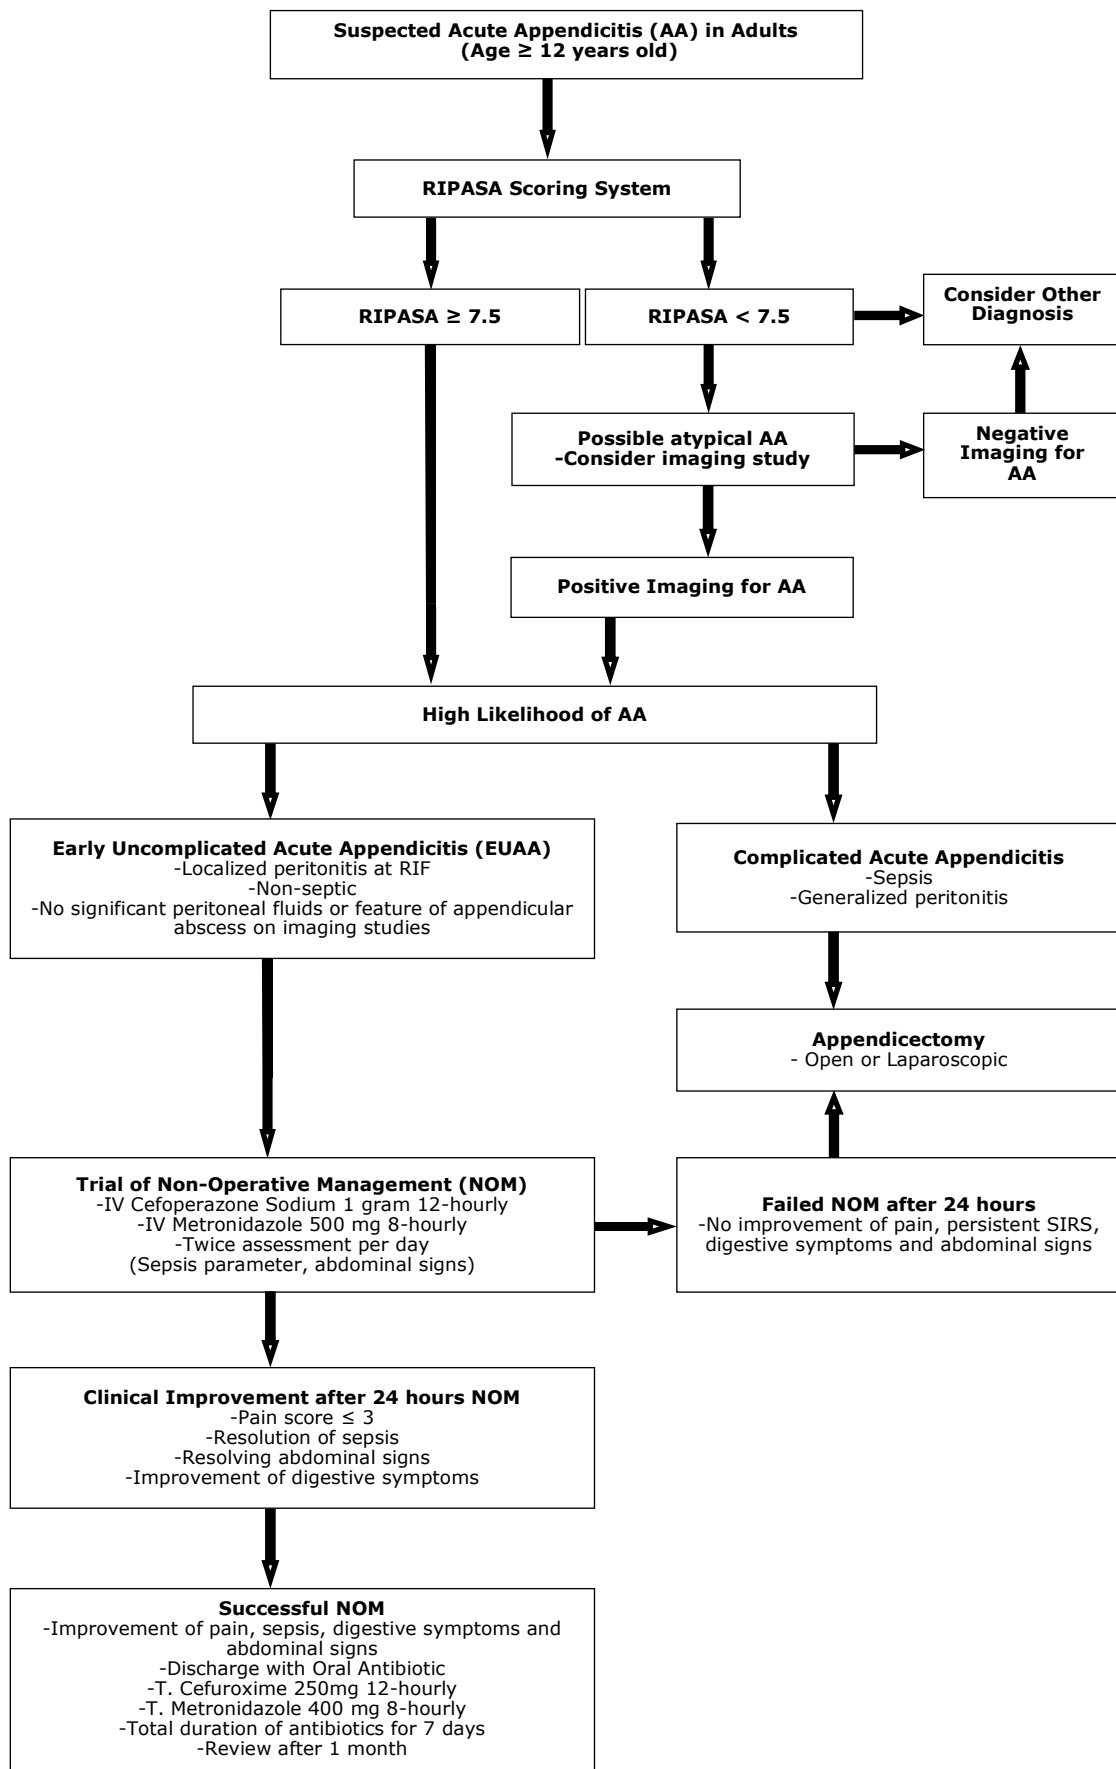 Suspected Acute Appendicitis (AA) in Adults
(Age ≥ 12 years old)
RIPASA Scoring System
RIPASA ≥ 7.5
RIPASA < 7.5
Consider Other
Diagnosis
Possible atypical AA
-Consider imaging study
Negative
Imaging for
AA
Positive Imaging for AA
High Likelihood of AA
Early Uncomplicated Acute Appendicitis (EUAA)
-Localized peritonitis at RIF
-Non-septic
-No significant peritoneal fluids or feature of appendicular
abscess on imaging studies
Complicated Acute Appendicitis
-Sepsis
-Generalized peritonitis
Appendicectomy
- Open or Laparoscopic
Trial of Non-Operative Management (NOM)
-IV Cefoperazone Sodium 1 gram 12-hourly
-IV Metronidazole 500 mg 8-hourly
-Twice assessment per day
(Sepsis parameter, abdominal signs)
Failed NOM after 24 hours
-No improvement of pain, persistent SIRS,
digestive symptoms and abdominal signs
Clinical Improvement after 24 hours NOM
-Pain score ≤ 3
-Resolution of sepsis
-Resolving abdominal signs
-Improvement of digestive symptoms
Successful NOM
-Improvement of pain, sepsis, digestive symptoms and
abdominal signs
-Discharge with Oral Antibiotic
-T. Cefuroxime 250mg 12-hourly
-T. Metronidazole 400 mg 8-hourly
-Total duration of antibiotics for 7 days
-Review after 1 month